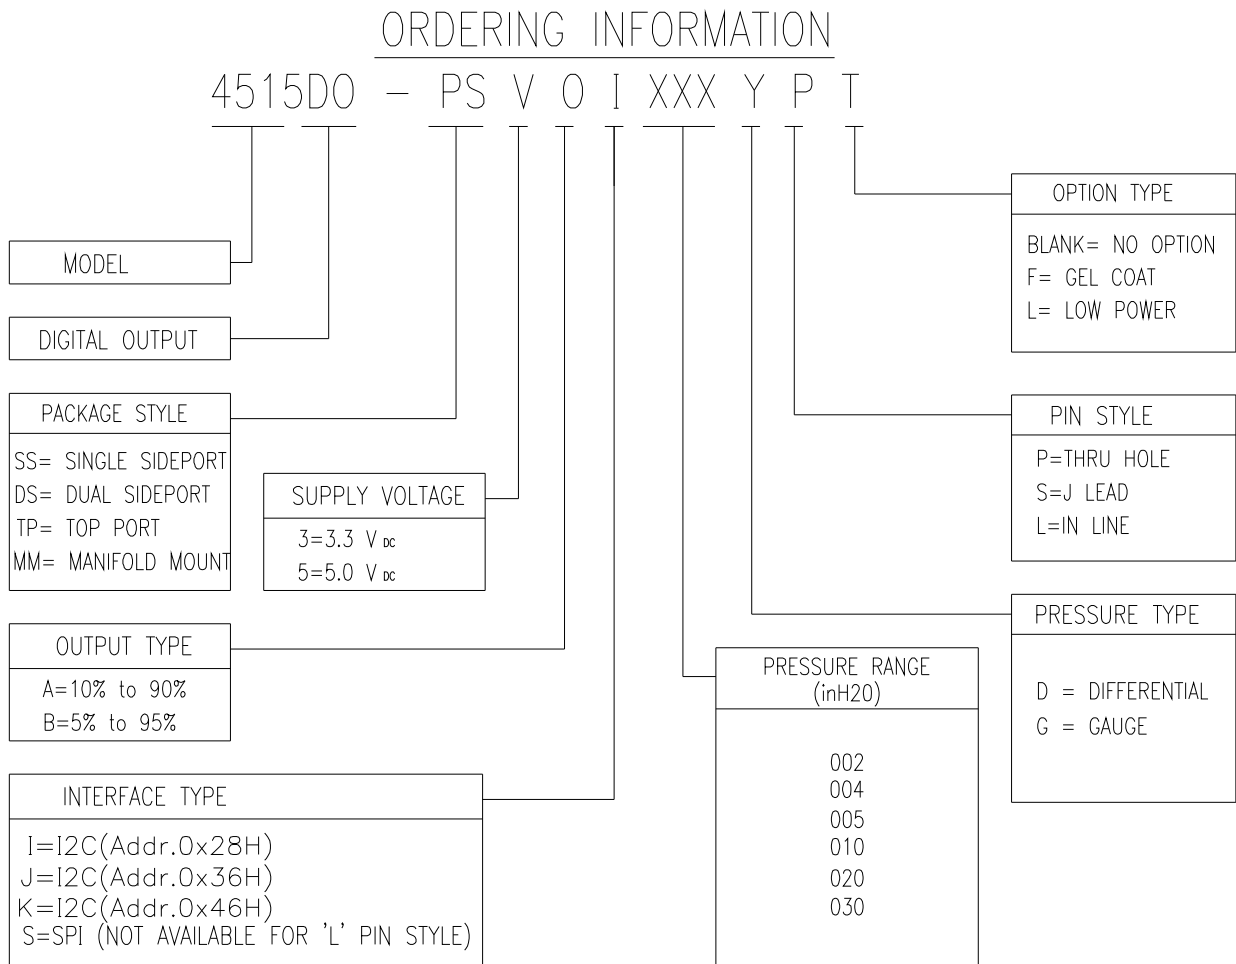 ORDERING INFORMATION
4515DO - PS V O I XXX Y P T
MODEL
DIGITAL OUTPUT
PACKAGE STYLE
SS= SINGLE SIDEPORT
DS= DUAL SIDEPORT
TP= TOP PORT
MM= MANIFOLD MOUNT
SUPPLY VOLTAGE
3=3.3 V DC
5=5.0 V DC
OUTPUT TYPE
A=10% to 90%
B=5% to 95%
INTERFACE TYPE
I=I2C(Addr.0x28H)
J=I2C(Addr.0x36H)
K=I2C(Addr.0x46H)
S=SPI (NOT AVAILABLE FOR 'L' PIN STYLE)
PRESSURE RANGE
(inH20)
002
004
005
010
020
030
OPTION TYPE
BLANK= NO OPTION
F= GEL COAT
L= LOW POWER
PIN STYLE
P=THRU HOLE
S=J LEAD
L=IN LINE
PRESSURE TYPE
D = DIFFERENTIAL
G = GAUGE